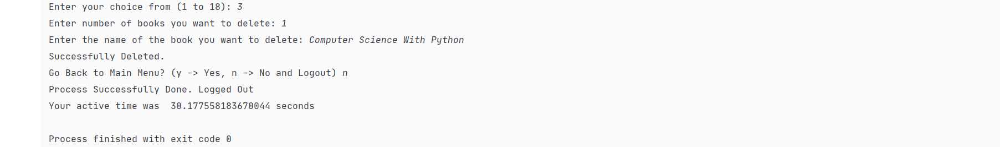 Enter your choice from (1 to 18): 3
Enter number of books you want to delete: 1
Enter the name of the book you want to delete: Computer Science With Python
Successfully Deleted.
Go Back to Main Menu? (y -> Yes, n -> No and Logout) n
Process Successfully Done. Logged Out
Your active time was  30.177558183670044 seconds
Process finished with exit code 0